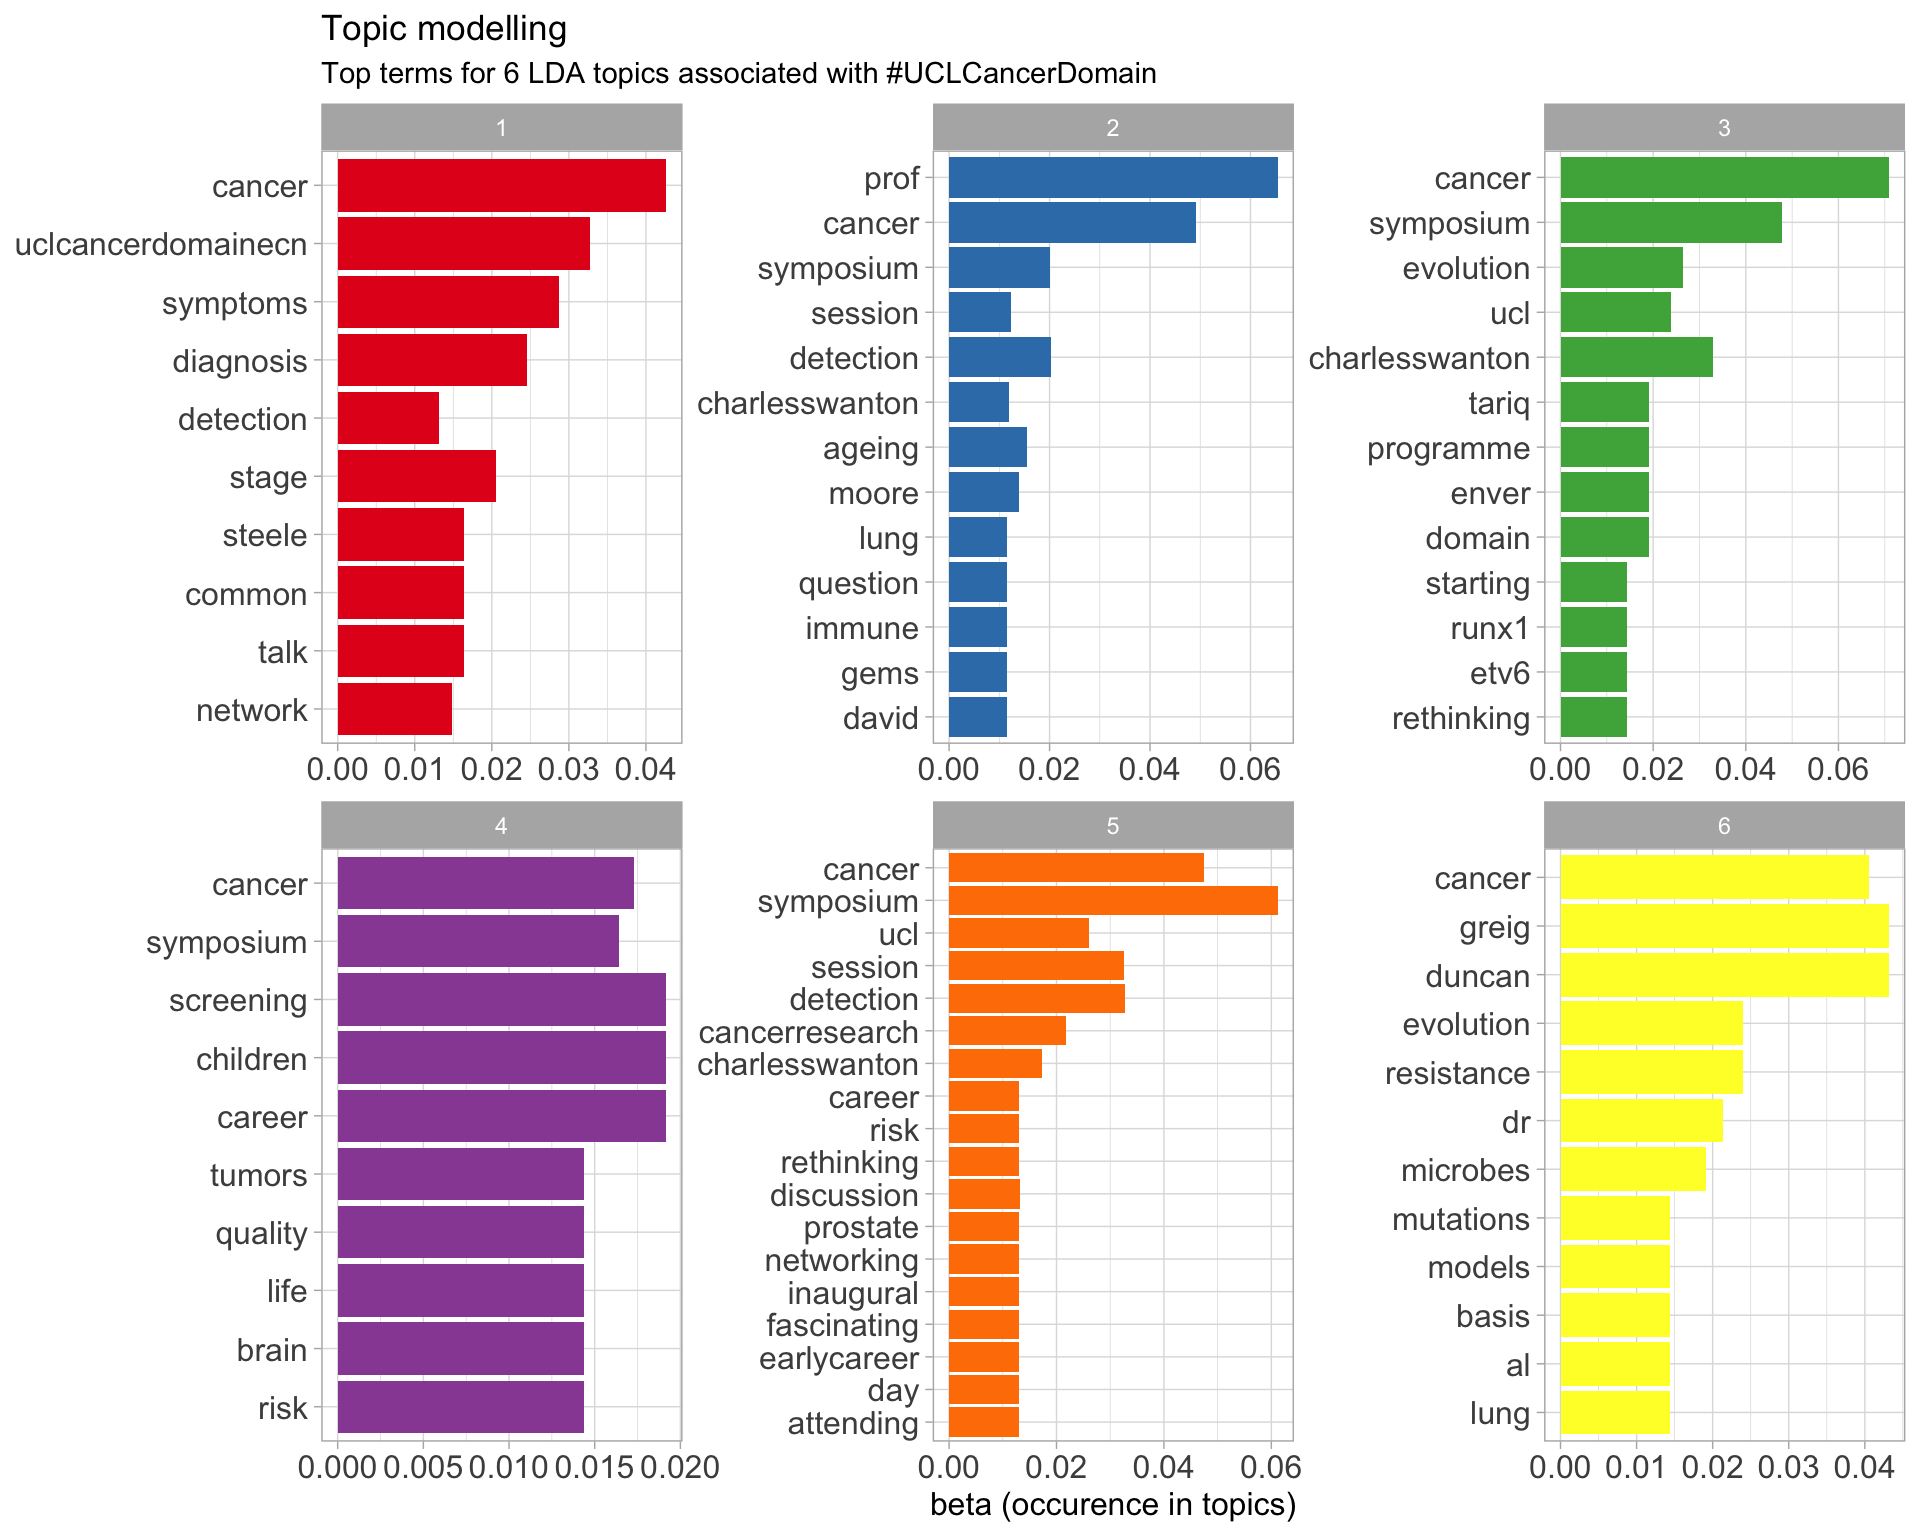 Topic modelling
Top terms for 6 LDA topics associated with #UCLCancerDomain
1
cancer
uclcancerdomainecn
symptoms
diagnosis
detection
stage
steele
common
talk
network
0.00 0.01 0.02 0.03 0.04
2
prof
cancer
symposium
session
detection
charlesswanton
ageing
moore
lung
question
immune
gems
david
0.00 0.02 0.04 0.06
3
cancer
symposium
evolution
ucl
charlesswanton
tariq
programme
enver
domain
starting
runx1
etv6
rethinking
0.00 0.02 0.04 0.06
4
cancer
symposium
screening
children
career
tumors
quality
life
brain
risk
0.000 0.005 0.010 0.015 0.020
5
cancer
symposium
ucl
session
detection
cancerresearch
charlesswanton
career
risk
rethinking
discussion
prostate
networking
inaugural
fascinating
earlycareer
day
attending
0.00 0.02 0.04 0.06
6
cancer
greig
duncan
evolution
resistance
dr
microbes
mutations
models
basis
al
lung
0.00 0.01 0.02 0.03 0.04
beta (occurence in topics)